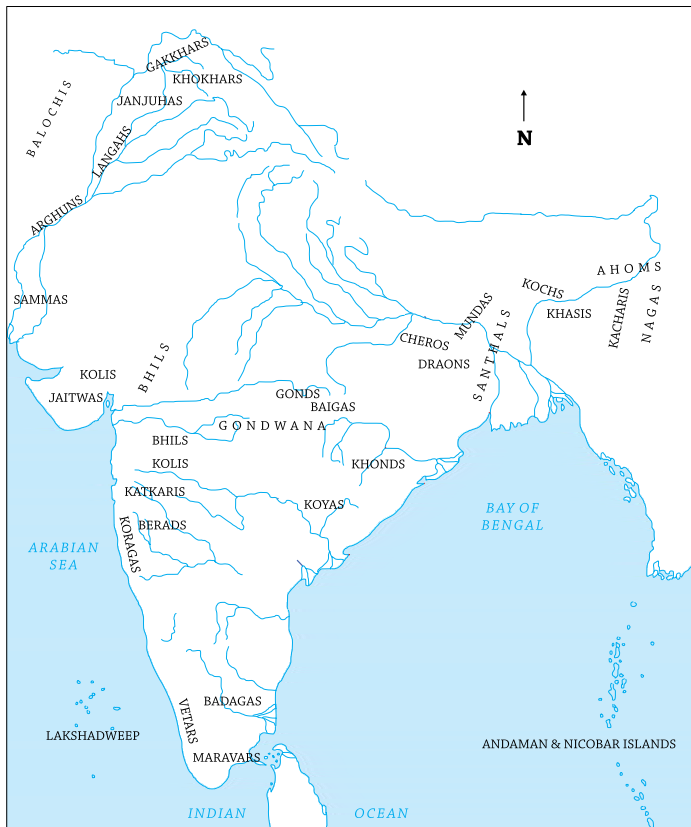 GAKKHARS
KHOKHARS
JANJUHAS
BALOCHIS
LANGAHS
N
ARGHUNS
AHOMS
KOCHS
SAMMAS
KHASIS
KACHARIS
NAGAS
MUNDAS
CHEROS
SANTHALS
DRAONS
BHILS
KOLIS
JAITWAS
GONDS
BAIGAS
GONDWANA
BHILS
KOLIS
KHONDS
KATKARIS
KOYAS
BERADS
KORAGAS
BAY OF
BENGAL
ARABIAN
SEA
BADAGAS
VETARS
LAKSHADWEEP
MARAVARS
ANDAMAN & NICOBAR ISLANDS
INDIAN OCEAN